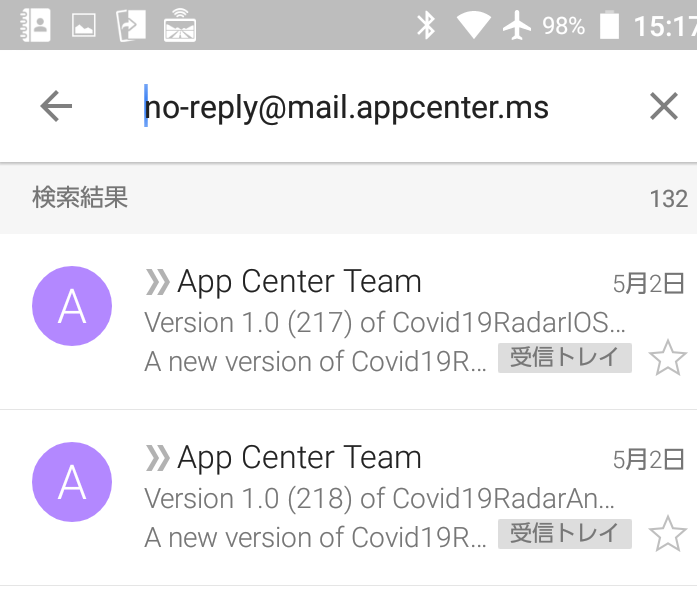 98% 15:17
no-reply@mail.appcenter.ms
検索結果 132
A
App Center Team 5月2日
Version 1.0 (217) of Covid19RadarIOS...
A new version of Covid19R... 受信トレイ
A
App Center Team 5月2日
Version 1.0 (218) of Covid19RadarAn...
A new version of Covid19R... 受信トレイ